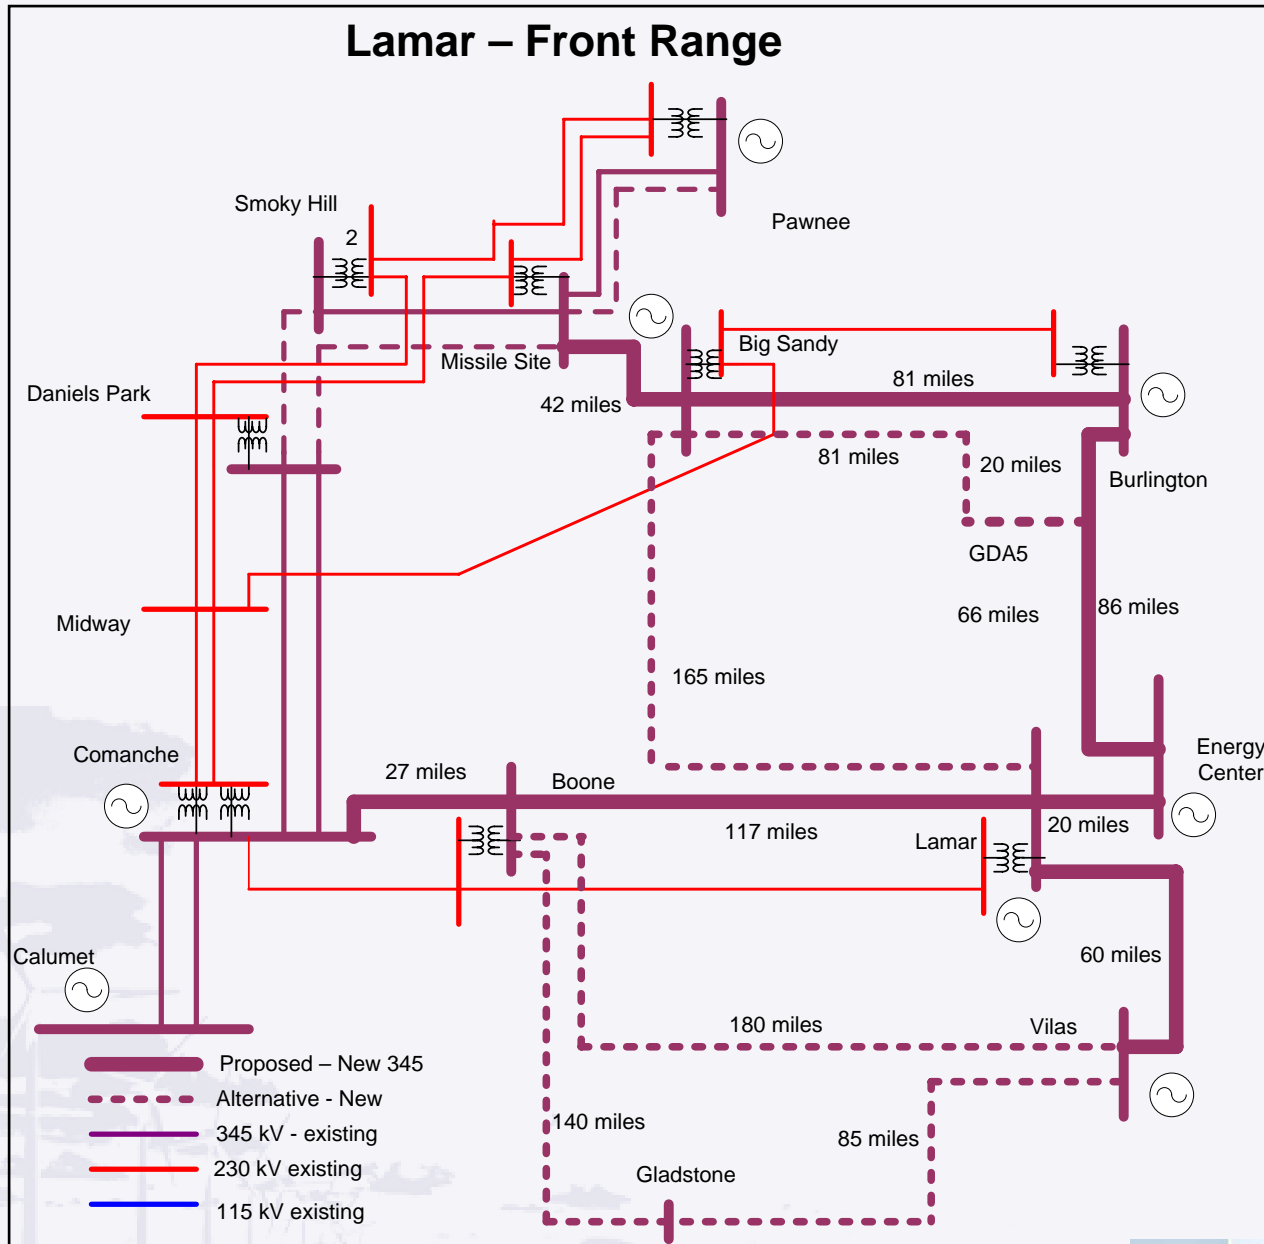 Lamar – Front Range
Smoky Hill
2
Pawnee
Missile Site
Big Sandy
Daniels Park
42 miles
81 miles
81 miles
20 miles
Burlington
GDA5
Midway
66 miles
86 miles
165 miles
Comanche
27 miles
Boone
Energy
Center
117 miles
Lamar
20 miles
Calumet
60 miles
180 miles
Vilas
Proposed – New 345
Alternative - New
345 kV - existing
230 kV existing
115 kV existing
140 miles
85 miles
Gladstone